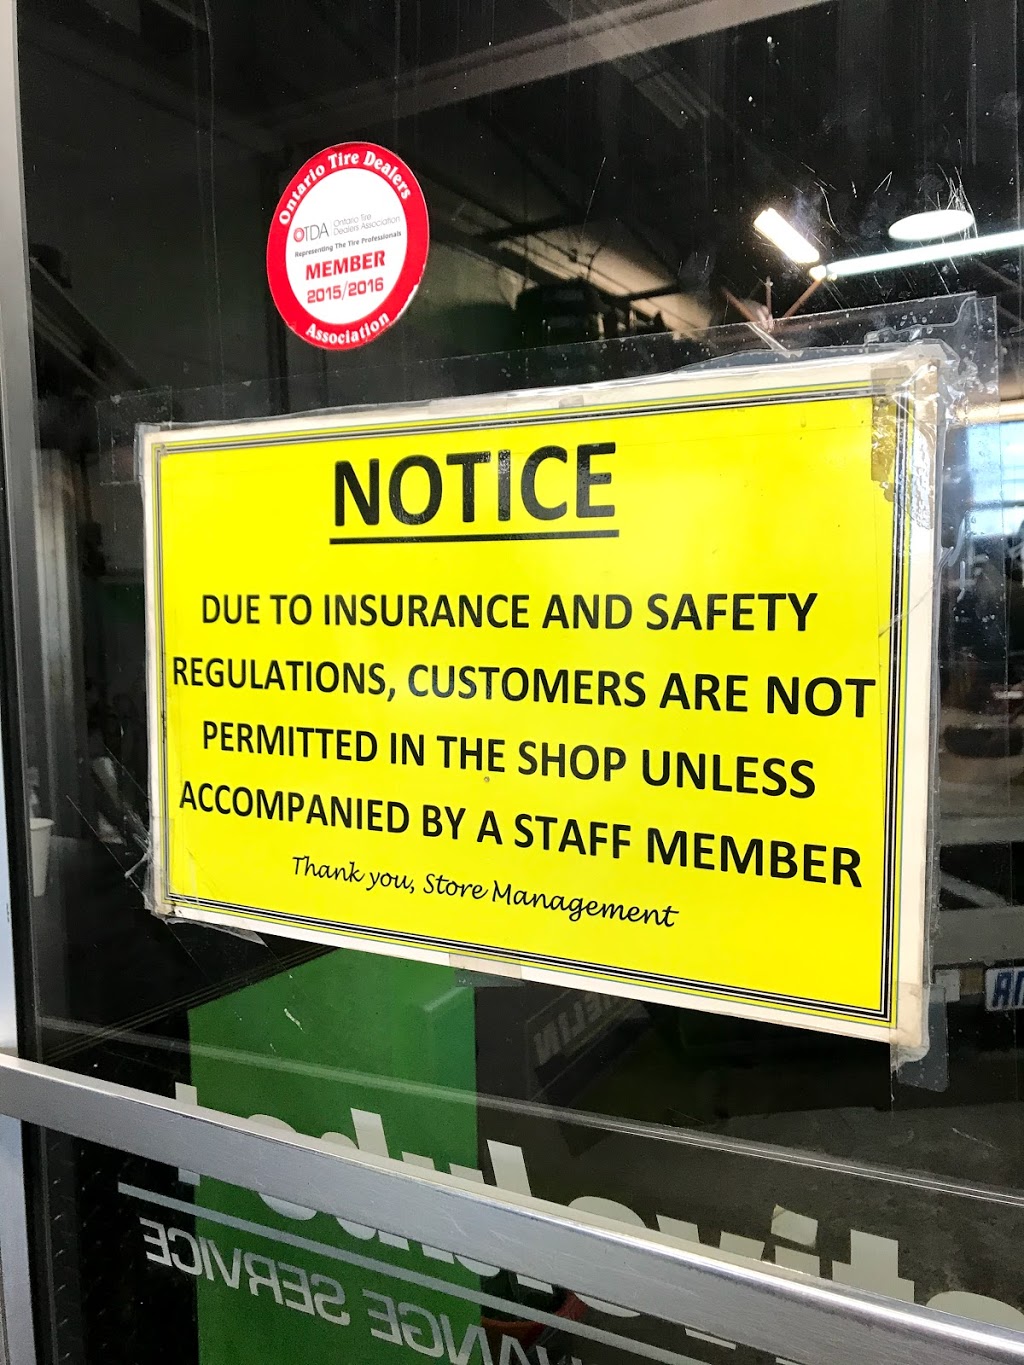 Ontario Tire Dealers
OTDA Ontario Tire
Dealers Association
Representing The Tire Professionals
MEMBER
2015/2016
Association
NOTICE
DUE TO INSURANCE AND SAFETY
REGULATIONS, CUSTOMERS ARE NOT
PERMITTED IN THE SHOP UNLESS
ACCOMPANIED BY A STAFF MEMBER
Thank you, Store Management
SERVICE